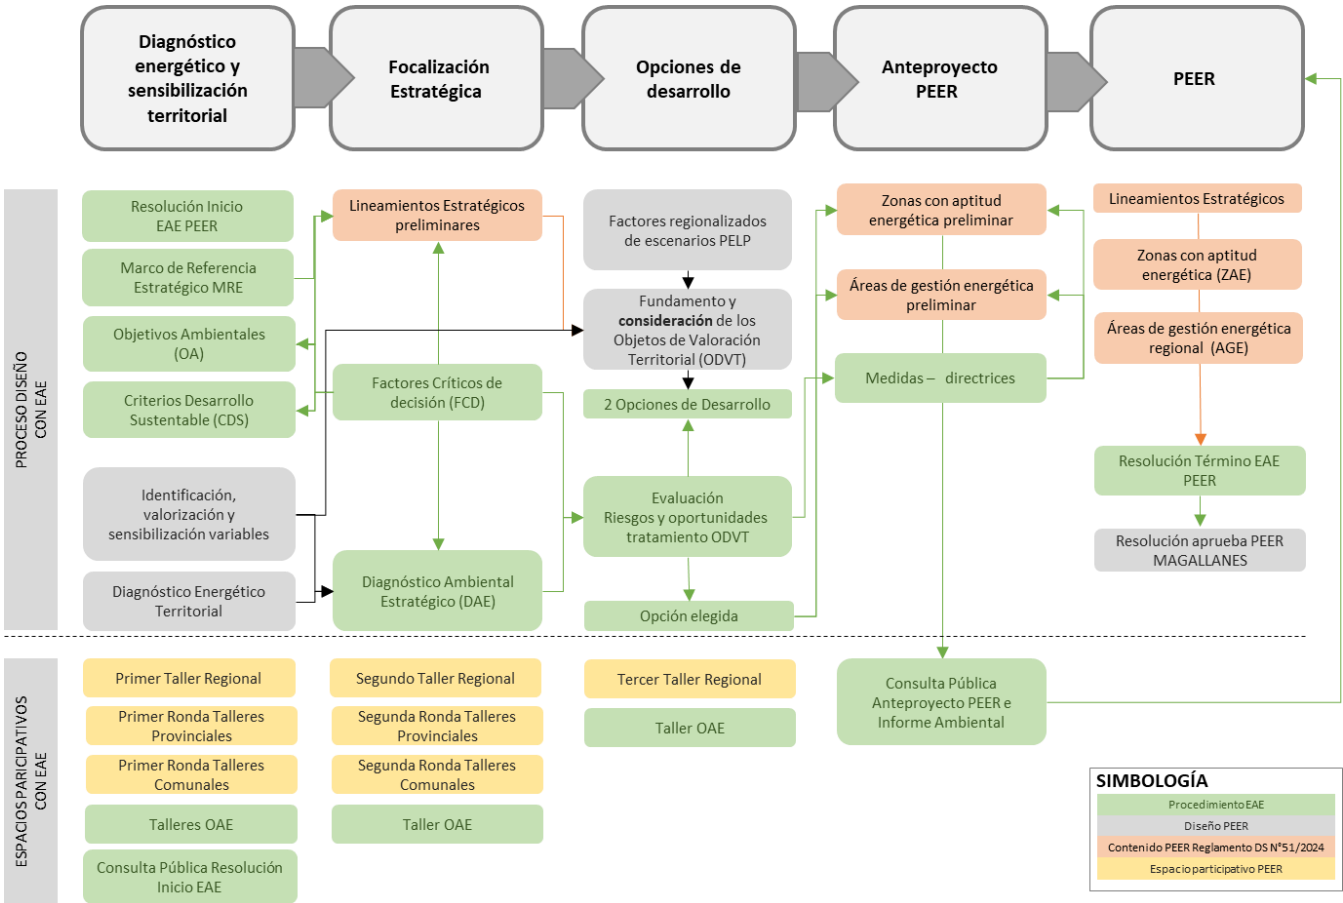 Diagnóstico
energético y
sensibilización
territorial
Focalización
Estratégica
Opciones de
desarrollo
Anteproyecto
PEER
PEER
PROCESO DISEÑO
CON EAE
Resolución Inicio
EAE PEER
Marco de Referencia
Estratégico MRE
Objetivos Ambientales
(OA)
Criterios Desarrollo
Sustentable (CDS)
Identificación,
valorización y
sensibilización variables
Diagnóstico Energético
Territorial
Lineamientos Estratégicos
preliminares
Factores Críticos de
decisión (FCD)
Diagnóstico Ambiental
Estratégico (DAE)
Factores regionalizados
de escenarios PELP
Fundamento y
consideración de los
Objetos de Valoración
Territorial (ODVT)
2 Opciones de Desarrollo
Evaluación
Riesgos y oportunidades
tratamiento ODVT
Opción elegida
Zonas con aptitud
energética preliminar
Áreas de gestión energética
preliminar
Medidas – directrices
Lineamientos Estratégicos
Zonas con aptitud
energética (ZAE)
Áreas de gestión energética
regional (AGE)
Resolución Término EAE
PEER
Resolución aprueba PEER
MAGALLANES
ESPACIOS PARICIPATIVOS
CON EAE
Primer Taller Regional
Primer Ronda Talleres
Provinciales
Primer Ronda Talleres
Comunales
Talleres OAE
Consulta Pública Resolución
Inicio EAE
Segundo Taller Regional
Segunda Ronda Talleres
Provinciales
Segunda Ronda Talleres
Comunales
Taller OAE
Tercer Taller Regional
Taller OAE
Consulta Pública
Anteproyecto PEER e
Informe Ambiental
SIMBOLOGÍA
Procedimiento EAE
Diseño PEER
Contenido PEER Reglamento DS N°51/2024
Espacio participativo PEER